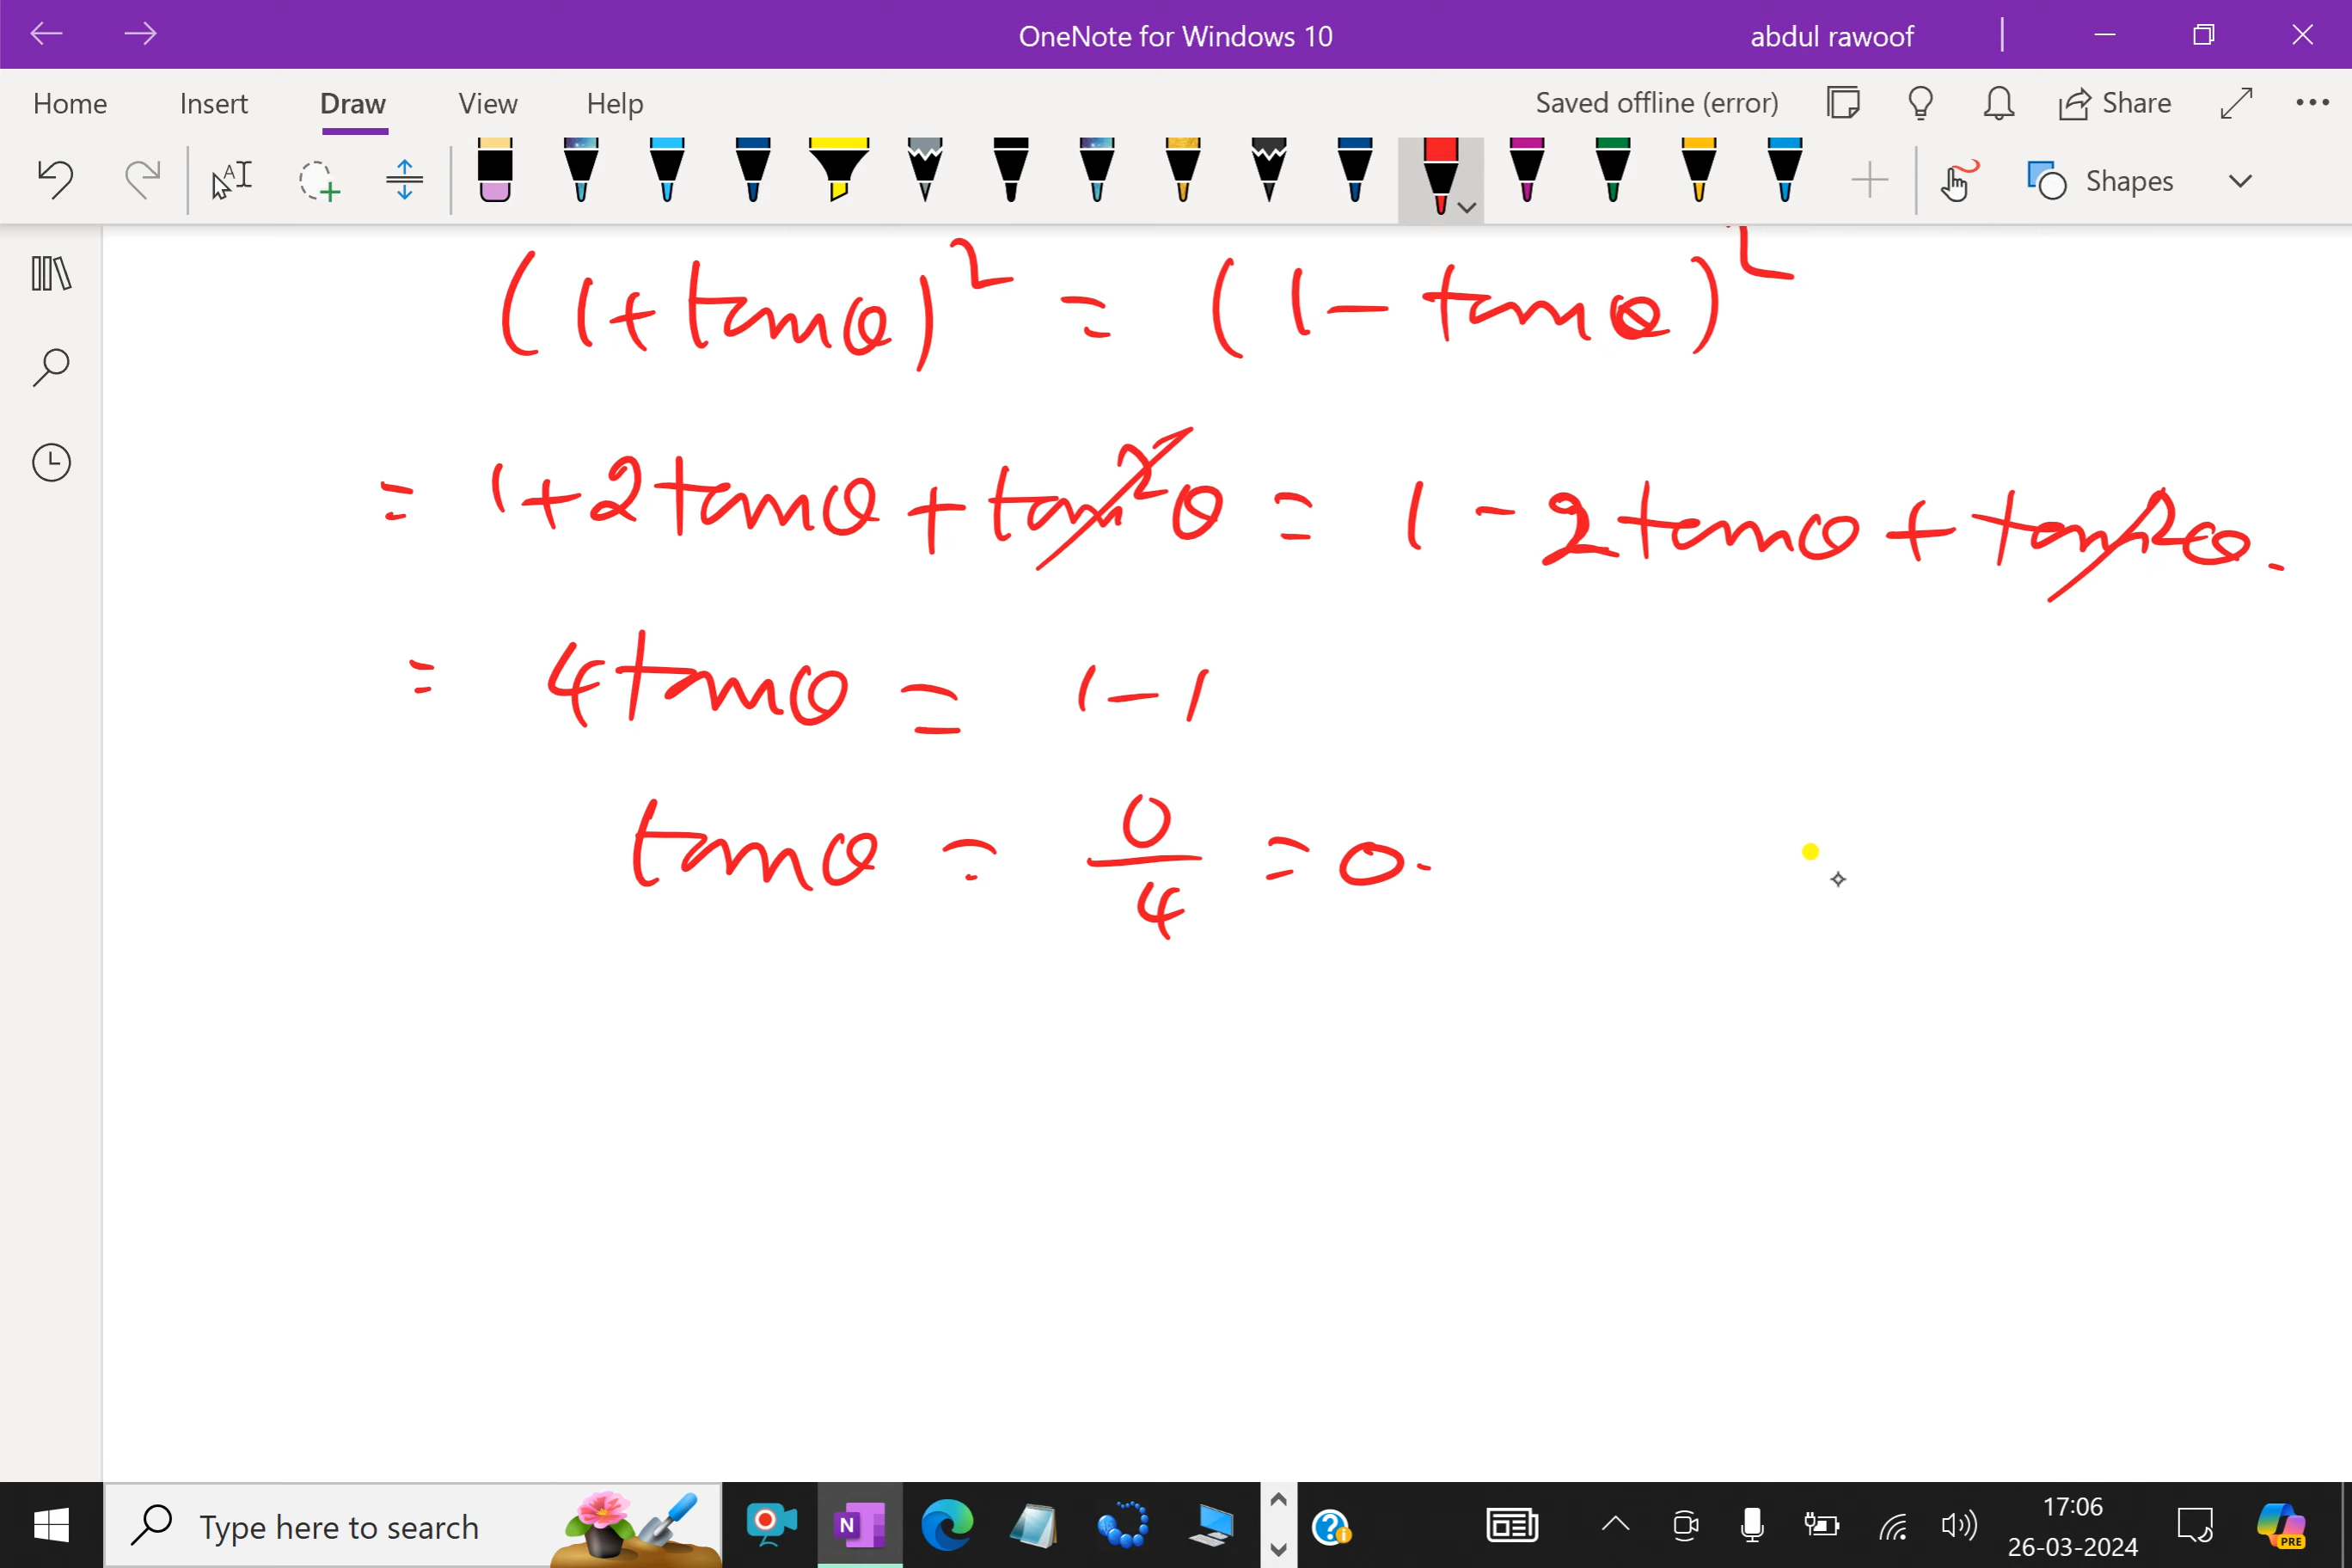 OneNote for Windows 10 abdul rawoof
Home Insert Draw View Help Saved offline (error) Share
Shapes
(1+tanθ)² = (1-tanθ)²
= 1+2tanθ+tan²θ = 1-2tanθ+tan²θ.
= 4tanθ = 1-1
tanθ = 0/4 = 0.
Type here to search
N
17:06
26-03-2024
PRE